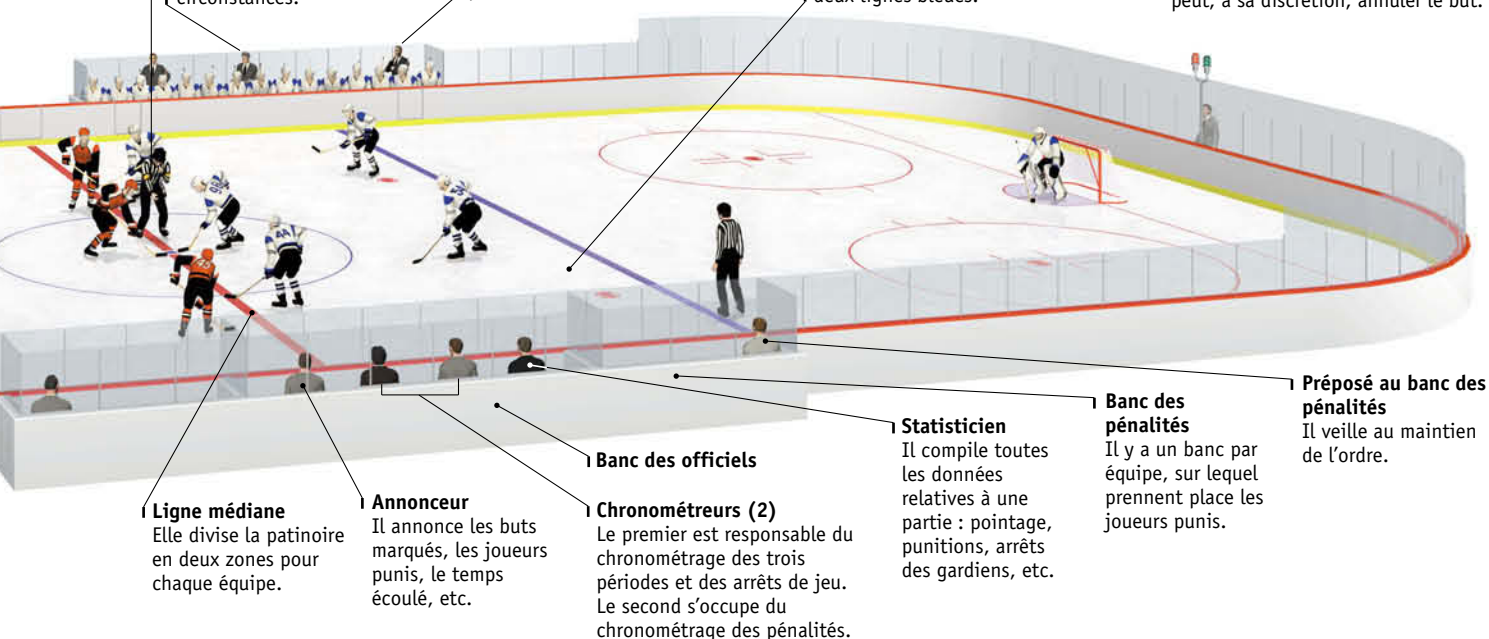 circonstances.
deux lignes bleues.
peut, à sa discrétion, annuler le but.
98
44
Préposé au banc des
pénalités
Il veille au maintien
de l’ordre.
Banc des
pénalités
Il y a un banc par
équipe, sur lequel
prennent place les
joueurs punis.
Statisticien
Il compile toutes
les données
relatives à une
partie : pointage,
punitions, arrêts
des gardiens, etc.
Banc des officiels
Chronométreurs (2)
Le premier est responsable du
chronométrage des trois
périodes et des arrêts de jeu.
Le second s’occupe du
chronométrage des pénalités.
Annonceur
Il annonce les buts
marqués, les joueurs
punis, le temps
écoulé, etc.
Ligne médiane
Elle divise la patinoire
en deux zones pour
chaque équipe.